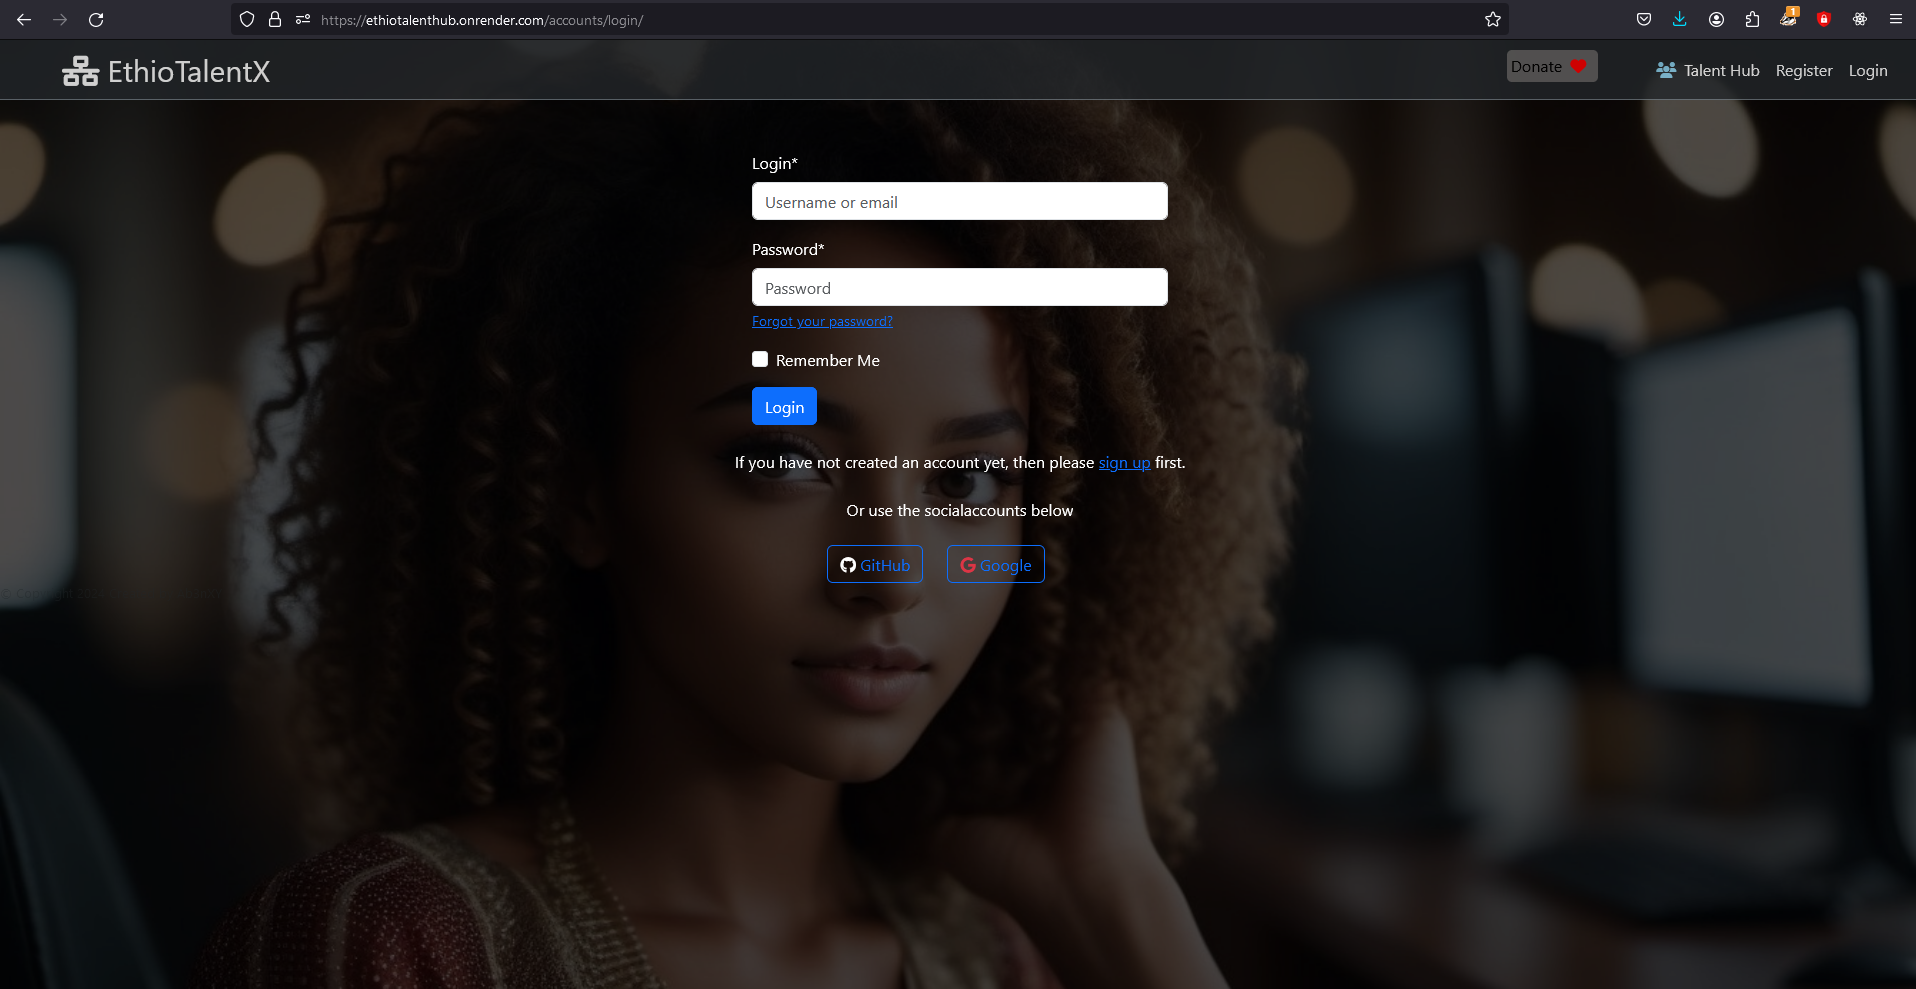 https://ethiotalenthub.onrender.com/accounts/login/
1
EthioTalentX
Donate
Talent Hub
Register
Login
Login*
Username or email
Password*
Password
Forgot your password?
Remember Me
Login
If you have not created an account yet, then please sign up first.
Or use the socialaccounts below
GitHub
Google
© Copyright